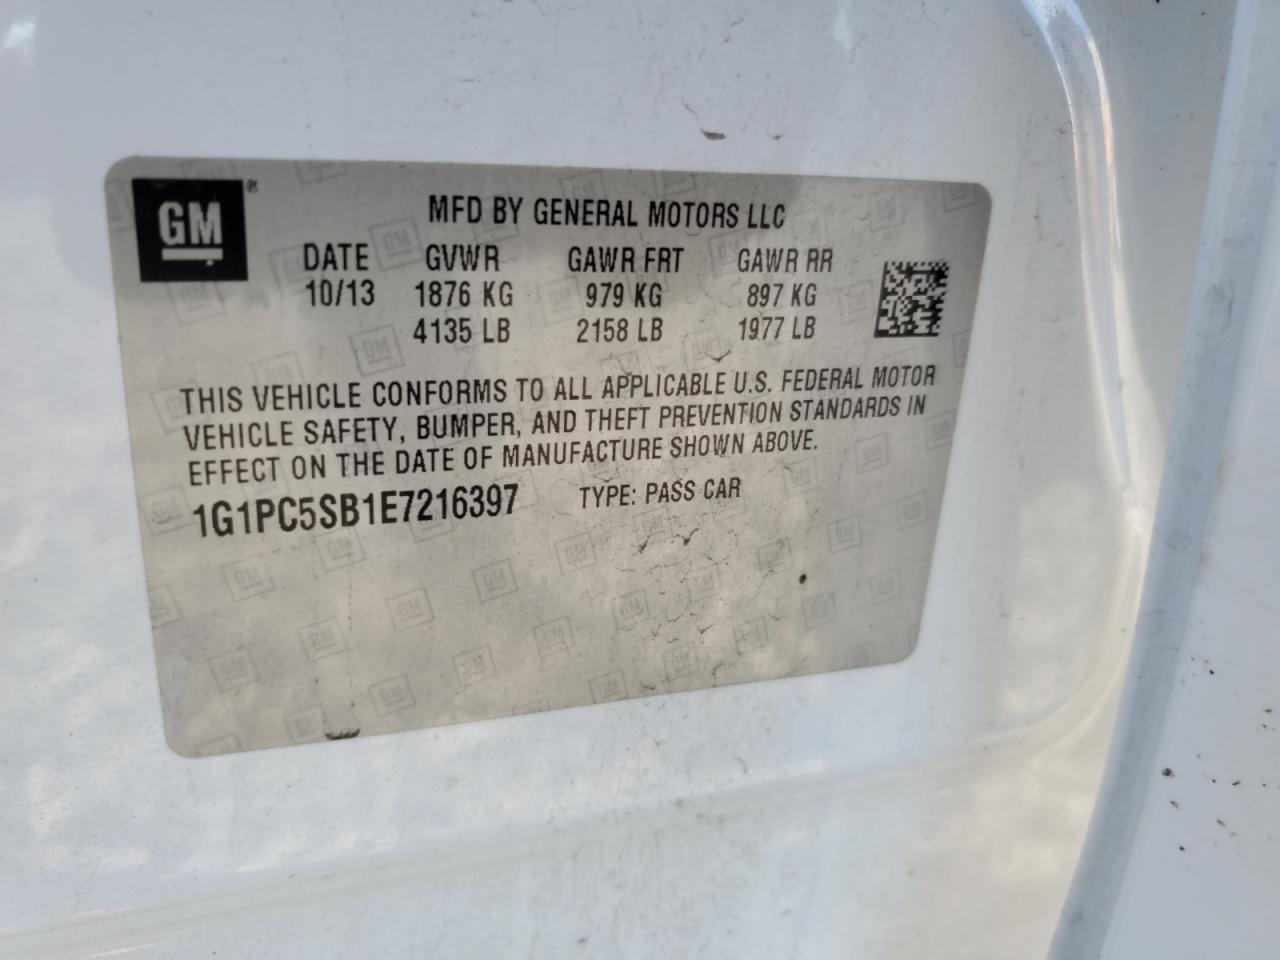 GM®
MFD BY GENERAL MOTORS LLC
DATE GVWR GAWR FRT GAWR RR
10/13 1876 KG 979 KG 897 KG
4135 LB 2158 LB 1977 LB
THIS VEHICLE CONFORMS TO ALL APPLICABLE U.S. FEDERAL MOTOR
VEHICLE SAFETY, BUMPER, AND THEFT PREVENTION STANDARDS IN
EFFECT ON THE DATE OF MANUFACTURE SHOWN ABOVE.
1G1PC5SB1E7216397 TYPE: PASS CAR